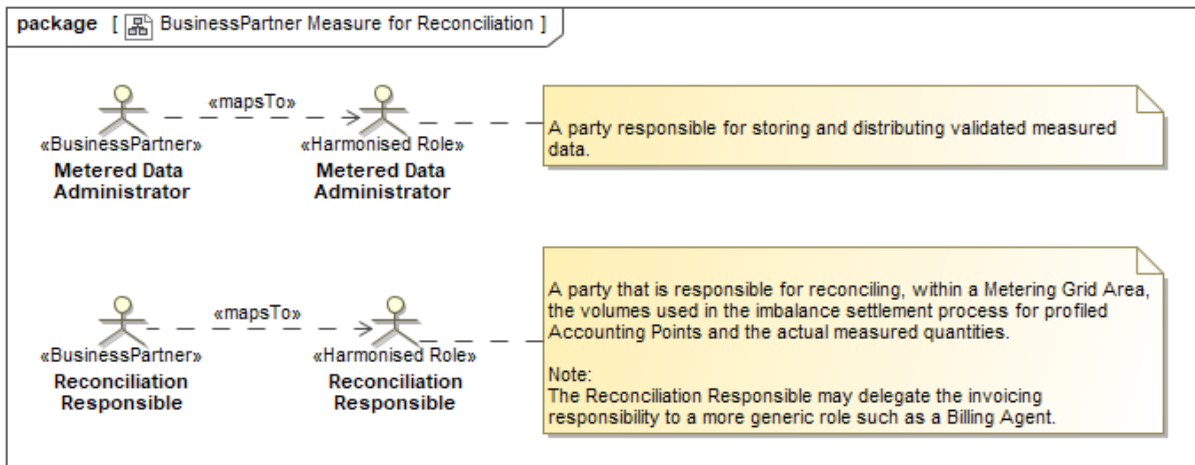 package [ BusinessPartner Measure for Reconciliation ]
«mapsTo»
«BusinessPartner»
Metered Data
Administrator
«Harmonised Role»
Metered Data
Administrator
A party responsible for storing and distributing validated measured
data.
«mapsTo»
«BusinessPartner»
Reconciliation
Responsible
«Harmonised Role»
Reconciliation
Responsible
A party that is responsible for reconciling, within a Metering Grid Area,
the volumes used in the imbalance settlement process for profiled
Accounting Points and the actual measured quantities.
Note:
The Reconciliation Responsible may delegate the invoicing
responsibility to a more generic role such as a Billing Agent.